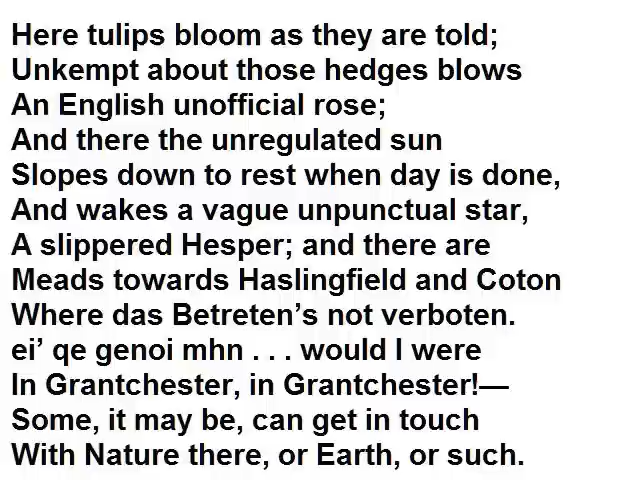 Here tulips bloom as they are told;
Unkempt about those hedges blows
An English unofficial rose;
And there the unregulated sun
Slopes down to rest when day is done,
And wakes a vague unpunctual star,
A slippered Hesper; and there are
Meads towards Haslingfield and Coton
Where das Betreten’s not verboten.
ei’ qe genoi mhn . . . would I were
In Grantchester, in Grantchester!—
Some, it may be, can get in touch
With Nature there, or Earth, or such.